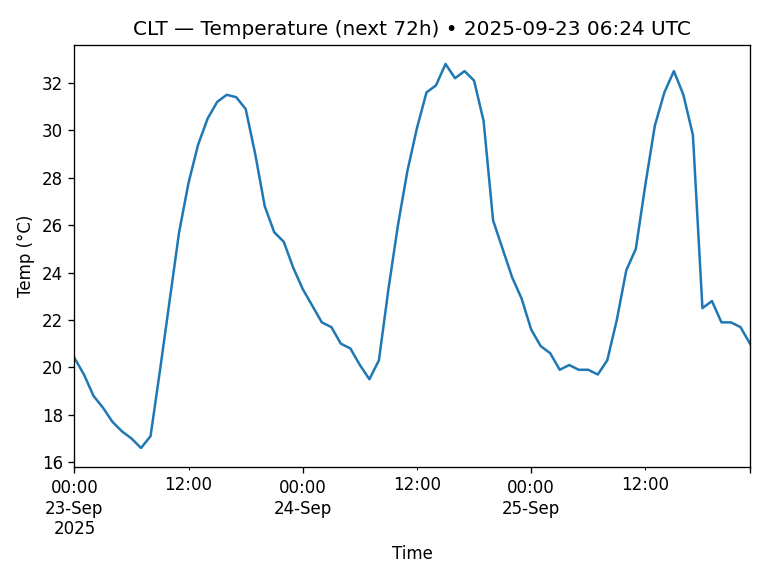 CLT — Temperature (next 72h) • 2025-09-23 06:24 UTC
Temp (°C)
32
30
28
26
24
22
20
18
16
00:00 12:00 00:00 12:00 00:00 12:00
23-Sep 24-Sep 25-Sep
2025
Time